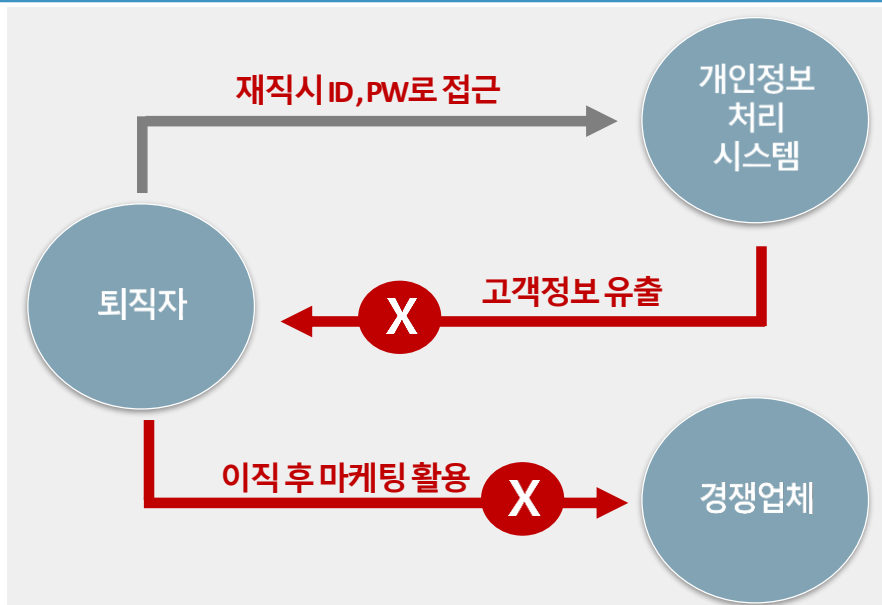 재직시 ID, PW로 접근
개인정보
처리
시스템
퇴직자
고객정보 유출
X
이직 후 마케팅 활용
X
경쟁업체